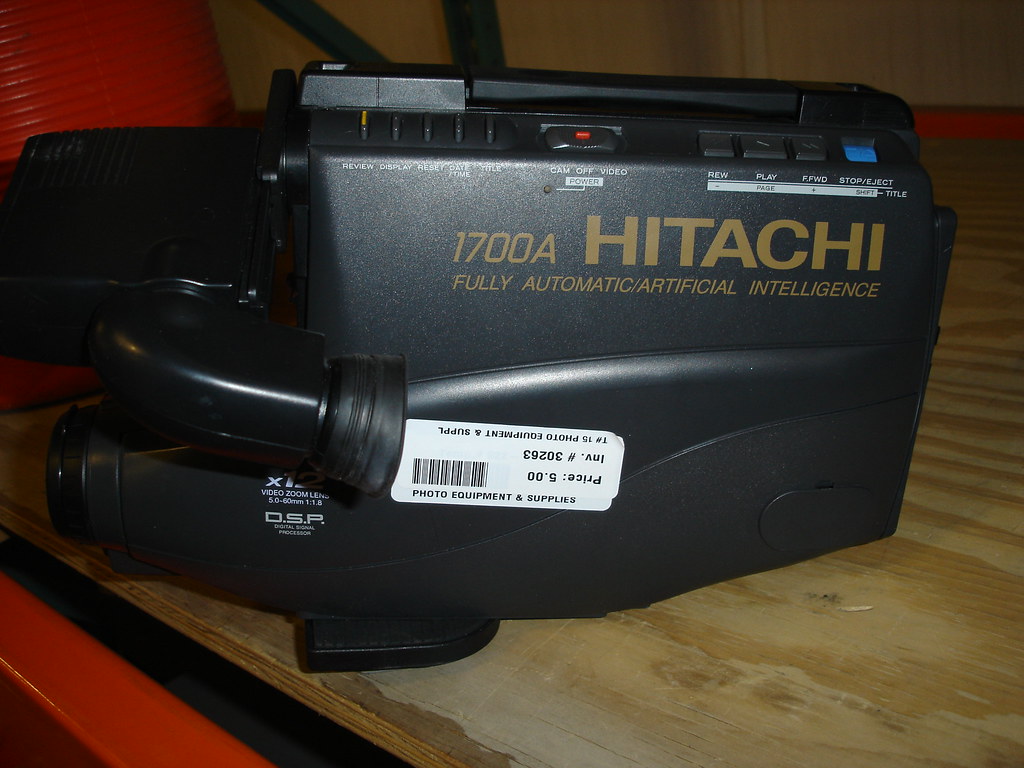 REVIEW DISPLAY RESET DATE/TIME TITLE
CAM OFF VIDEO
POWER
REW PLAY F.FWD STOP/EJECT
- PAGE + SHIFT TITLE
1700A HITACHI
FULLY AUTOMATIC/ARTIFICIAL INTELLIGENCE
T# 15 PHOTO EQUIPMENT & SUPPL
Inv. # 30263
Price: 5.00
PHOTO EQUIPMENT & SUPPLIES
x12
VIDEO ZOOM LENS
5.0-60mm 1:1.8
D.S.P.
DIGITAL SIGNAL
PROCESSOR